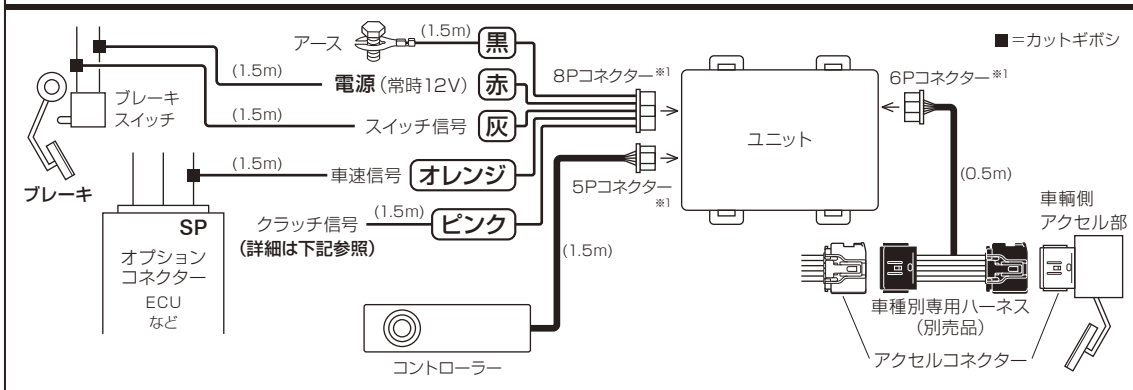 ■=カットギボシ
アース
(1.5m)
黒
(1.5m)
電源(常時12V)
赤
8Pコネクター※1
6Pコネクター※1
ブレーキ
スイッチ
(1.5m)
スイッチ信号
灰
ユニット
ブレーキ
(1.5m)
車速信号
オレンジ
5Pコネクター
※1
(0.5m)
SP
オプション
コネクター
ECU
など
クラッチ信号
(1.5m)
ピンク
(詳細は下記参照)
(1.5m)
車輌側
アクセル部
車種別専用ハーネス
(別売品)
コントローラー
アクセルコネクター